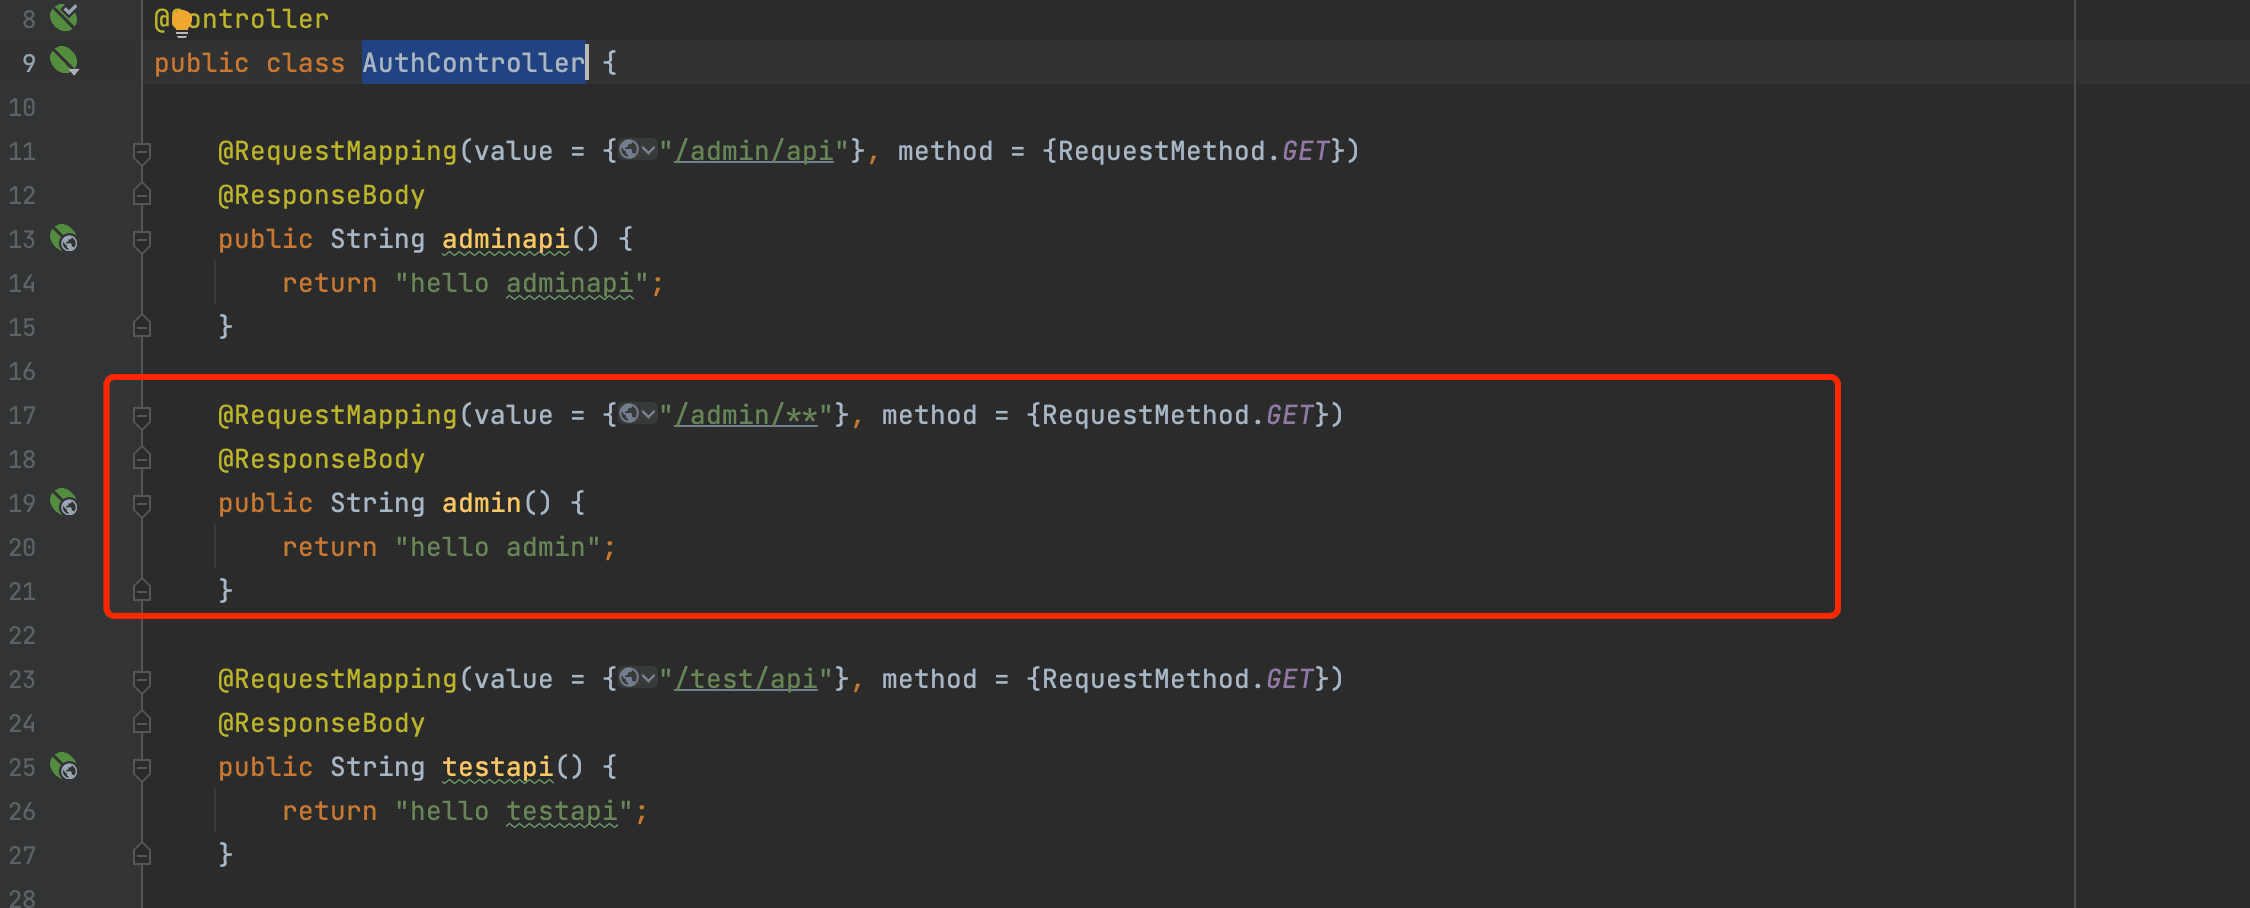 8 @Controller
9 public class AuthController {
10
11 @RequestMapping(value = {"/admin/api"}, method = {RequestMethod.GET})
12 @ResponseBody
13 public String adminapi() {
14 return "hello adminapi";
15 }
16
17 @RequestMapping(value = {"/admin/**"}, method = {RequestMethod.GET})
18 @ResponseBody
19 public String admin() {
20 return "hello admin";
21 }
22
23 @RequestMapping(value = {"/test/api"}, method = {RequestMethod.GET})
24 @ResponseBody
25 public String testapi() {
26 return "hello testapi";
27 }
28